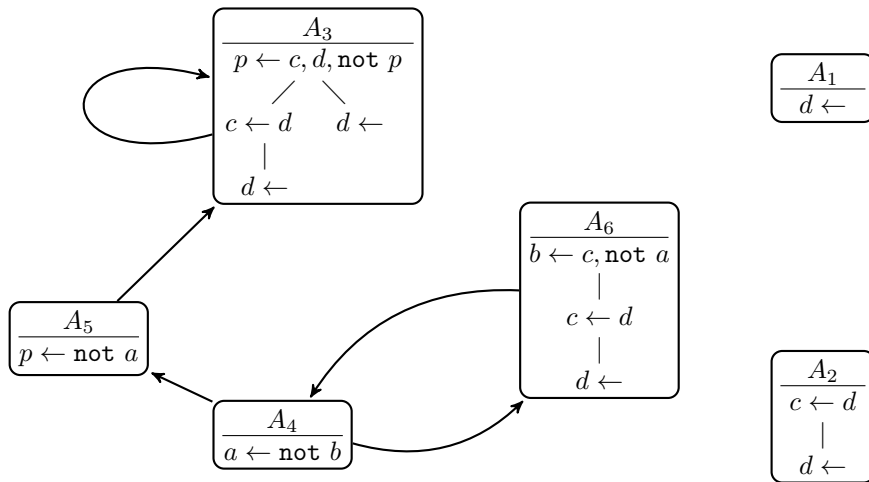 A₃
p ← c, d, not p
c ← d d ←
d ←
A₁
d ←
A₆
b ← c, not a
c ← d
d ←
A₅
p ← not a
A₄
a ← not b
A₂
c ← d
d ←